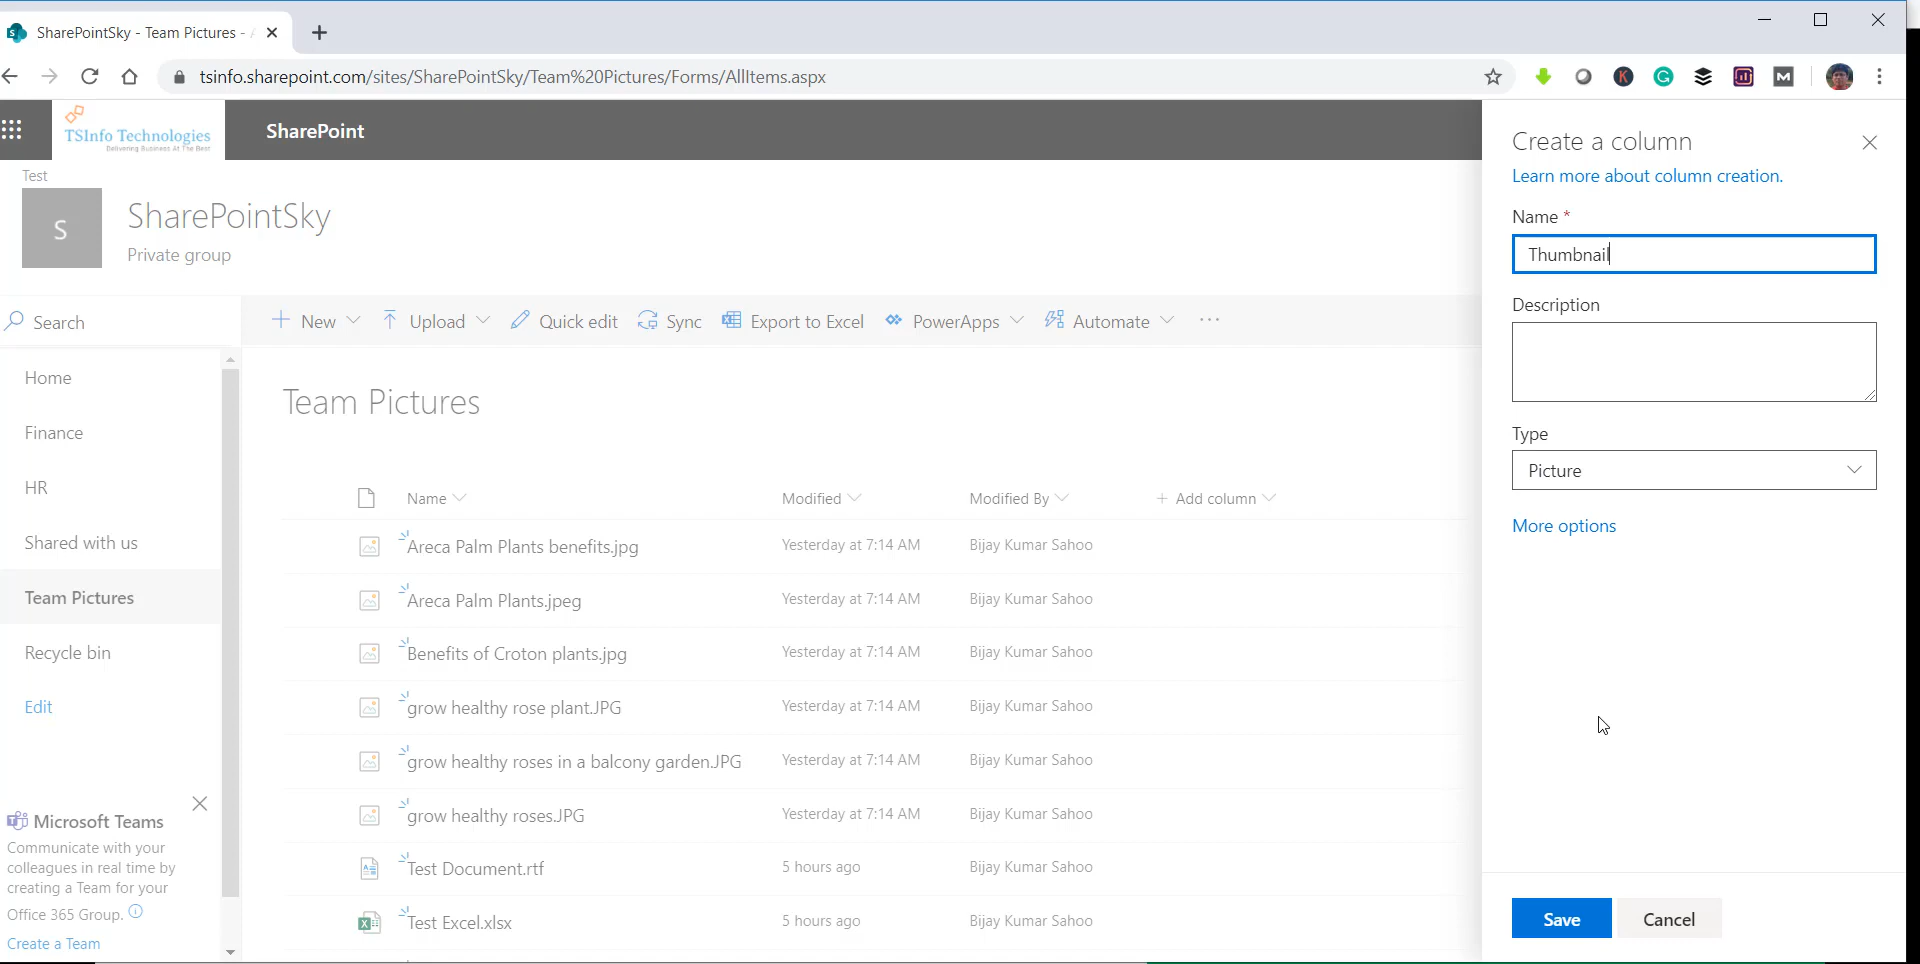 SharePointSky - Team Pictures -
tsinfo.sharepoint.com/sites/SharePointSky/Team%20Pictures/Forms/AllItems.aspx
TSInfo Technologies
Delivering Business At The Best
SharePoint
Test
S
SharePointSky
Private group
Search
New
Upload
Quick edit
Sync
Export to Excel
PowerApps
Automate
Home
Finance
HR
Shared with us
Team Pictures
Recycle bin
Edit
Microsoft Teams
Communicate with your
colleagues in real time by
creating a Team for your
Office 365 Group.
Create a Team
Team Pictures
Name Modified Modified By + Add column
Areca Palm Plants benefits.jpg Yesterday at 7:14 AM Bijay Kumar Sahoo
Areca Palm Plants.jpeg Yesterday at 7:14 AM Bijay Kumar Sahoo
Benefits of Croton plants.jpg Yesterday at 7:14 AM Bijay Kumar Sahoo
grow healthy rose plant.JPG Yesterday at 7:14 AM Bijay Kumar Sahoo
grow healthy roses in a balcony garden.JPG Yesterday at 7:14 AM Bijay Kumar Sahoo
grow healthy roses.JPG Yesterday at 7:14 AM Bijay Kumar Sahoo
Test Document.rtf 5 hours ago Bijay Kumar Sahoo
Test Excel.xlsx 5 hours ago Bijay Kumar Sahoo
Create a column
Learn more about column creation.
Name *
Thumbnail
Description
Type
Picture
More options
Save
Cancel